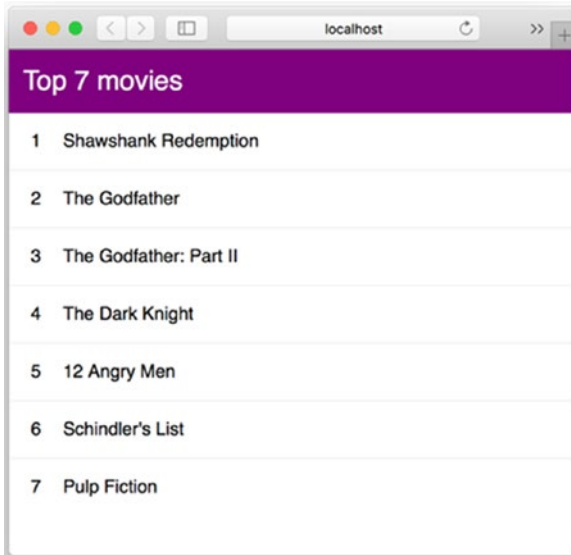 localhost
Top 7 movies
1 Shawshank Redemption
2 The Godfather
3 The Godfather: Part II
4 The Dark Knight
5 12 Angry Men
6 Schindler's List
7 Pulp Fiction